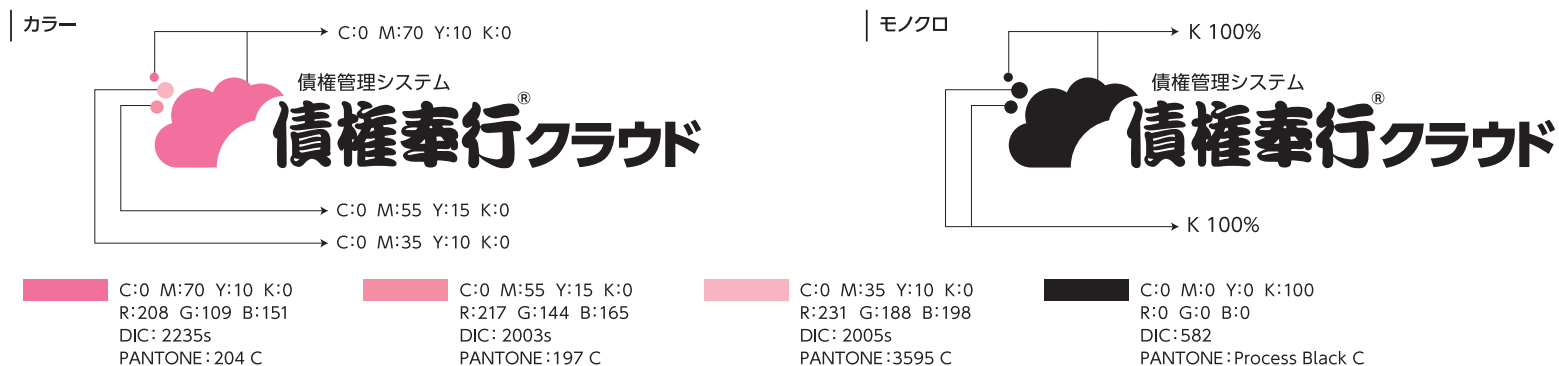 カラー
C:0 M:70 Y:10 K:0
債権管理システム
債権奉行クラウド®
C:0 M:55 Y:15 K:0
C:0 M:35 Y:10 K:0
モノクロ
K 100%
債権管理システム
債権奉行クラウド®
K 100%
C:0 M:70 Y:10 K:0
R:208 G:109 B:151
DIC:2235s
PANTONE:204 C
C:0 M:55 Y:15 K:0
R:217 G:144 B:165
DIC:2003s
PANTONE:197 C
C:0 M:35 Y:10 K:0
R:231 G:188 B:198
DIC:2005s
PANTONE:3595 C
C:0 M:0 Y:0 K:100
R:0 G:0 B:0
DIC:582
PANTONE:Process Black C